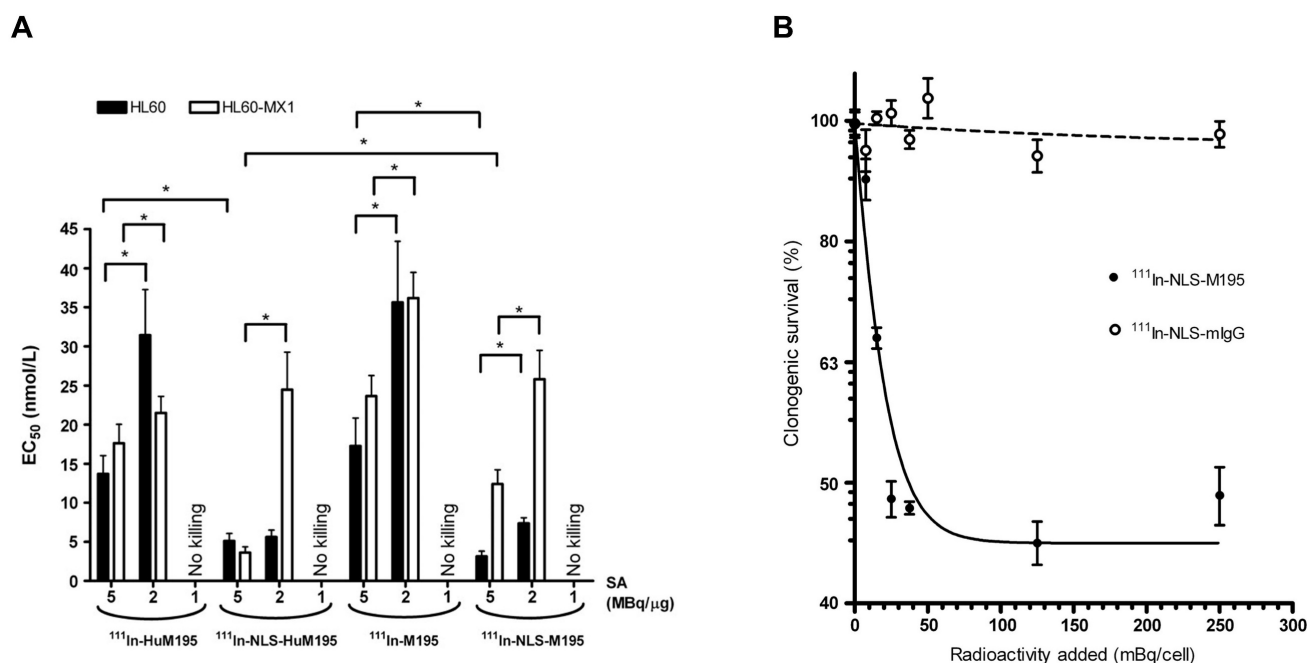 A
B
HL60
HL60-MX1
*
*
*
*
*
*
*
*
*
*
EC50 (nmol/L)
45
40
35
30
25
20
15
10
5
0
No killing
No killing
No killing
No killing
5 2 1 5 2 1 5 2 1 5 2 1
SA
(MBq/μg)
111In-HuM195
111In-NLS-HuM195
111In-M195
111In-NLS-M195
Clonogenic survival (%)
100
80
63
50
40
111In-NLS-M195
111In-NLS-mIgG
0 50 100 150 200 250 300
Radioactivity added (mBq/cell)